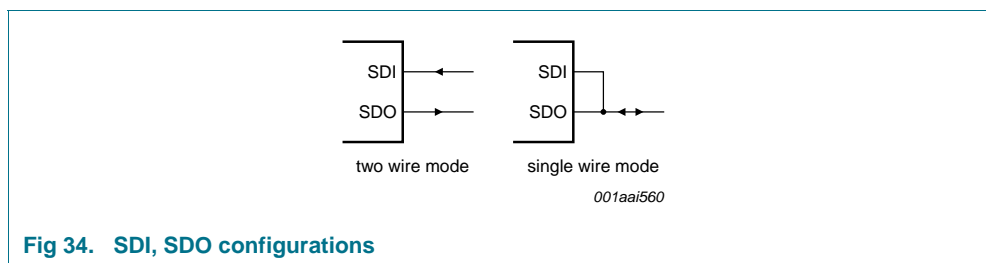 SDI
SDO
two wire mode
SDI
SDO
single wire mode
001aai560
Fig 34. SDI, SDO configurations